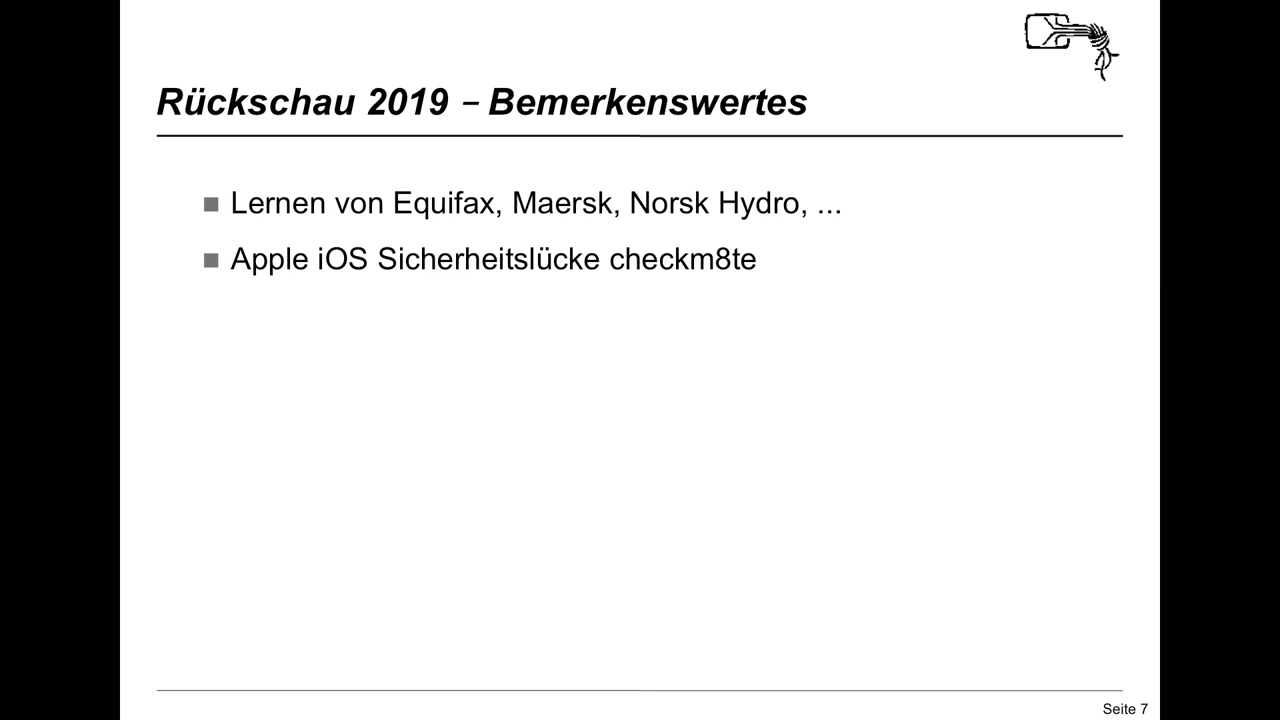 Rückschau 2019 – Bemerkenswertes
Lernen von Equifax, Maersk, Norsk Hydro, ...
Apple iOS Sicherheitslücke checkm8te
Seite 7